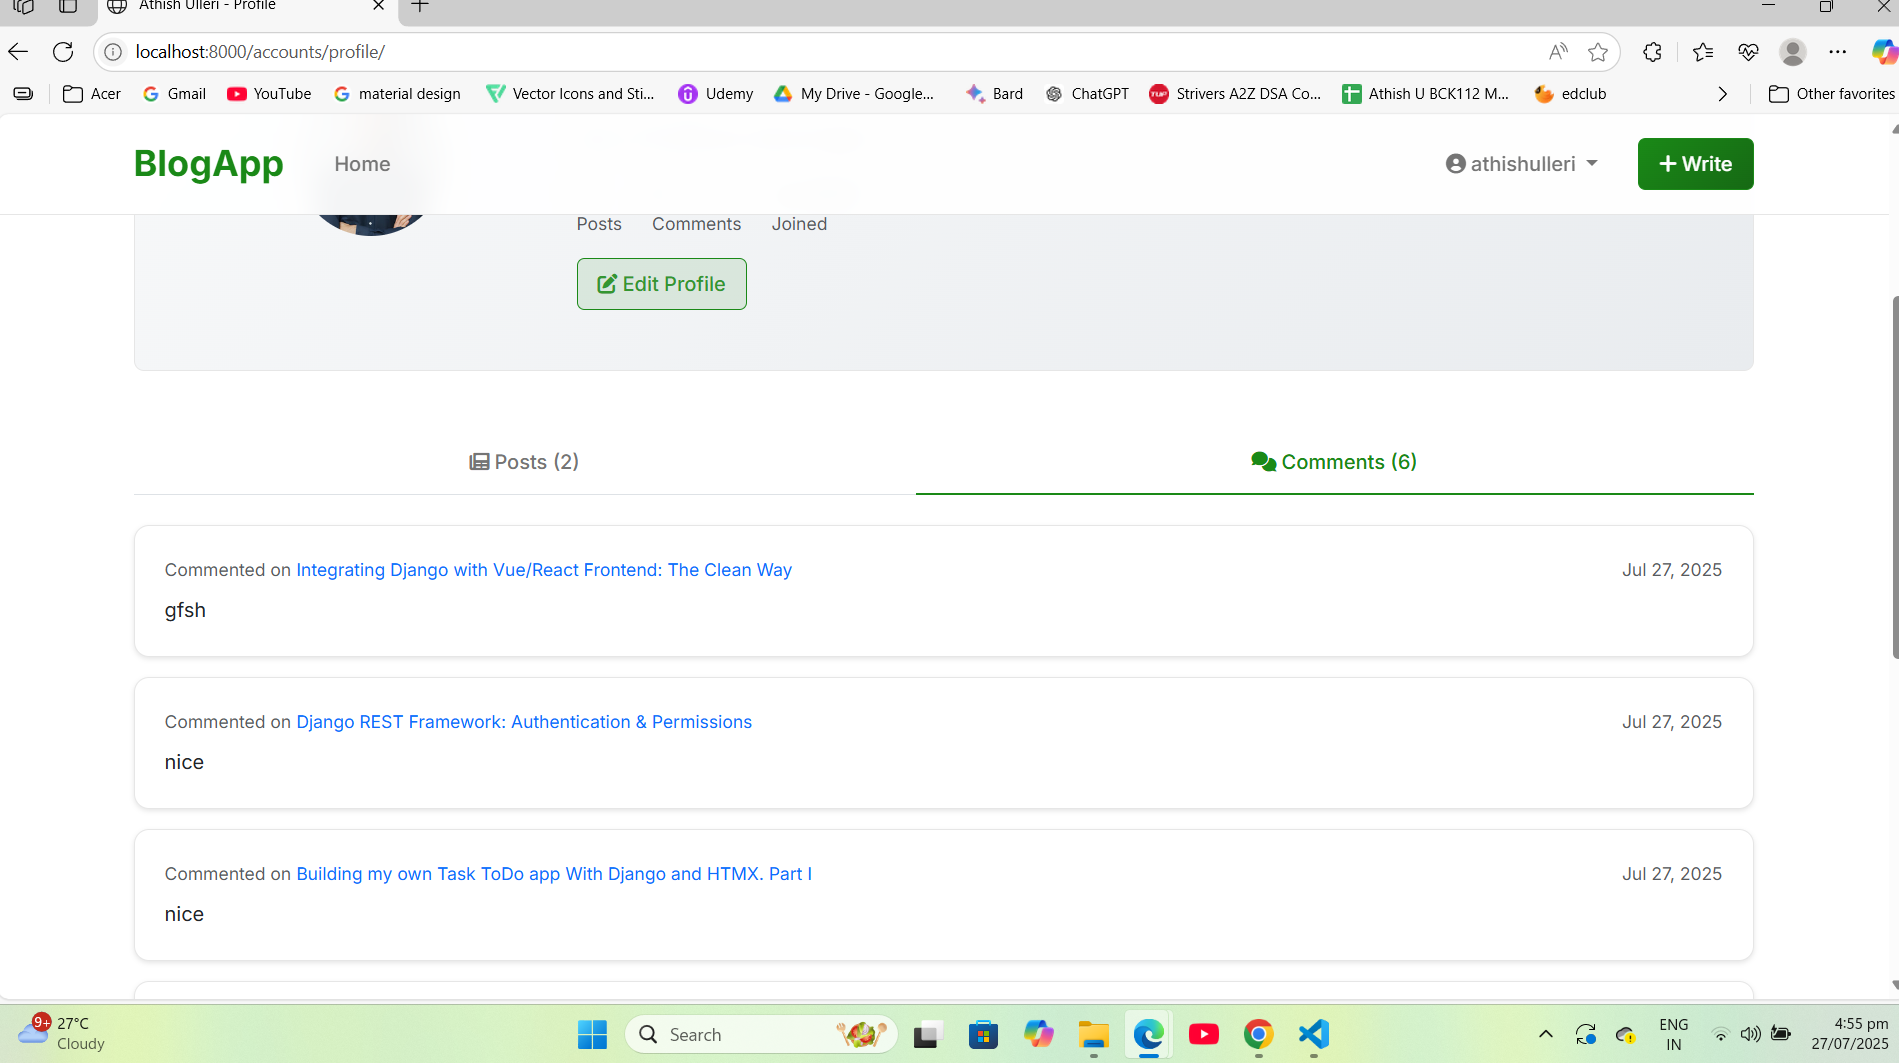 Athish Ulleri - Profile
localhost:8000/accounts/profile/
Acer Gmail YouTube material design Vector Icons and Sti... Udemy My Drive - Google... Bard ChatGPT Strivers A2Z DSA Co... Athish U BCK112 M... edclub Other favorites
BlogApp Home athishulleri + Write
Posts Comments Joined
Edit Profile
Posts (2) Comments (6)
Commented on Integrating Django with Vue/React Frontend: The Clean Way Jul 27, 2025
gfsh
Commented on Django REST Framework: Authentication & Permissions Jul 27, 2025
nice
Commented on Building my own Task ToDo app With Django and HTMX. Part I Jul 27, 2025
nice
9+ 27°C
Cloudy
Search
ENG
IN
4:55 pm
27/07/2025